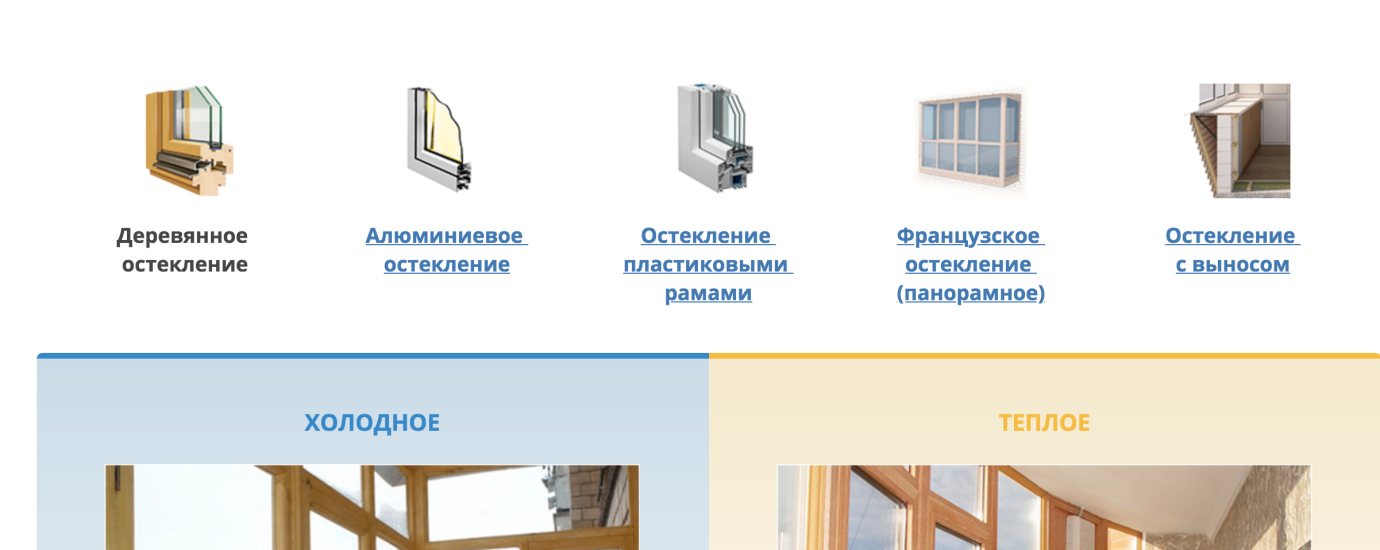 Деревянное
остекление
Алюминиевое
остекление
Остекление
пластиковыми
рамами
Французское
остекление
(панорамное)
Остекление
с выносом
ХОЛОДНОЕ
ТЕПЛОЕ